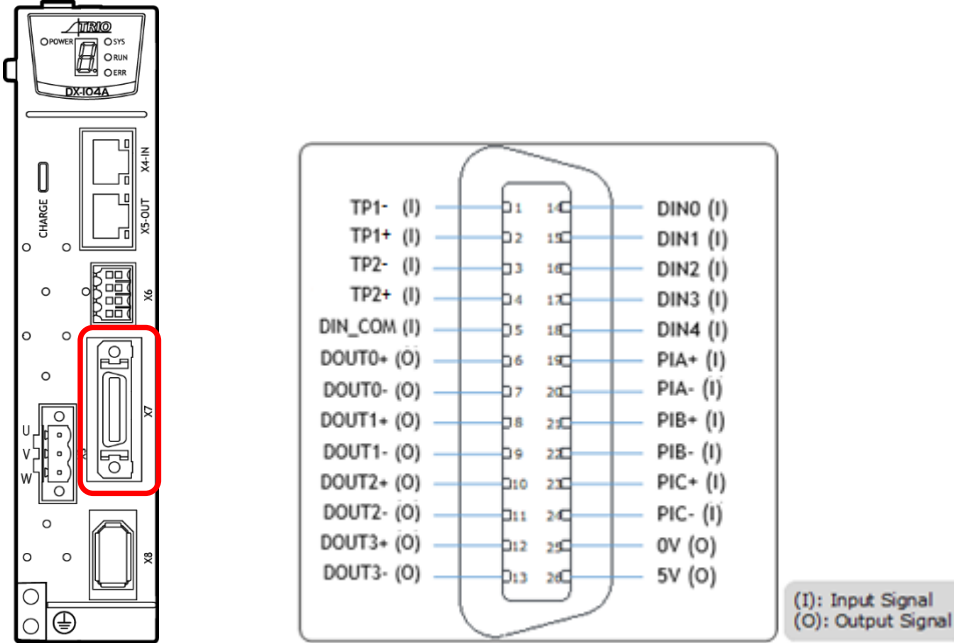 TRIO
POWER
SYS
RUN
ERR
DX-IO4A
X4-IN
X5-OUT
CHARGE
X6
X7
U
V
W
X8
TP1- (I) 1 14 DIN0 (I)
TP1+ (I) 2 15 DIN1 (I)
TP2- (I) 3 16 DIN2 (I)
TP2+ (I) 4 17 DIN3 (I)
DIN_COM (I) 5 18 DIN4 (I)
DOUT0+ (O) 6 19 PIA+ (I)
DOUT0- (O) 7 20 PIA- (I)
DOUT1+ (O) 8 21 PIB+ (I)
DOUT1- (O) 9 22 PIB- (I)
DOUT2+ (O) 10 23 PIC+ (I)
DOUT2- (O) 11 24 PIC- (I)
DOUT3+ (O) 12 25 0V (O)
DOUT3- (O) 13 26 5V (O)
(I): Input Signal
(O): Output Signal